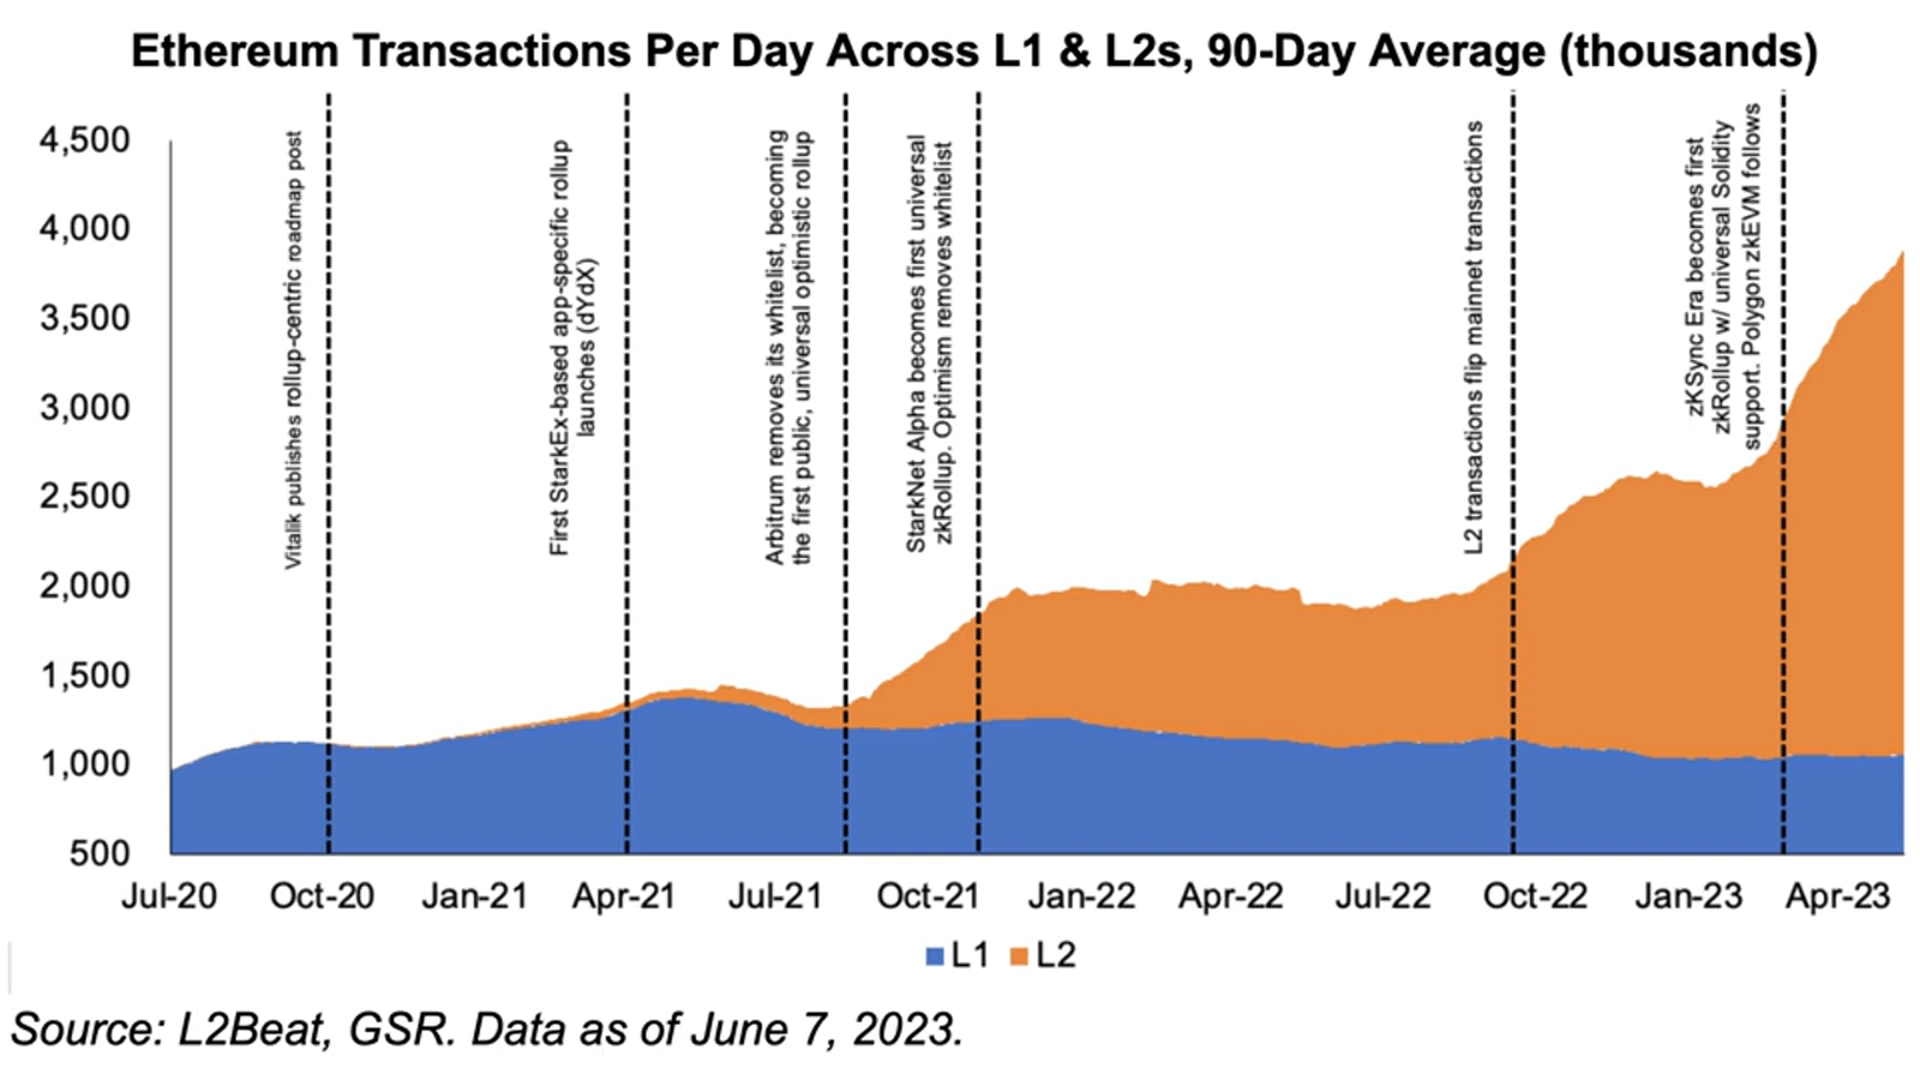 Ethereum Transactions Per Day Across L1 & L2s, 90-Day Average (thousands)
4,500
4,000
3,500
3,000
2,500
2,000
1,500
1,000
500
Vitalik publishes rollup-centric roadmap post
First StarkEx-based app-specific rollup
launches (dYdX)
Arbitrum removes its whitelist, becoming
the first public, universal optimistic rollup
StarkNet Alpha becomes first universal
zkRollup. Optimism removes whitelist
L2 transactions flip mainnet transactions
zKSync Era becomes first
zkRollup w/ universal Solidity
support. Polygon zkEVM follows
Jul-20 Oct-20 Jan-21 Apr-21 Jul-21 Oct-21 Jan-22 Apr-22 Jul-22 Oct-22 Jan-23 Apr-23
L1 L2
Source: L2Beat, GSR. Data as of June 7, 2023.